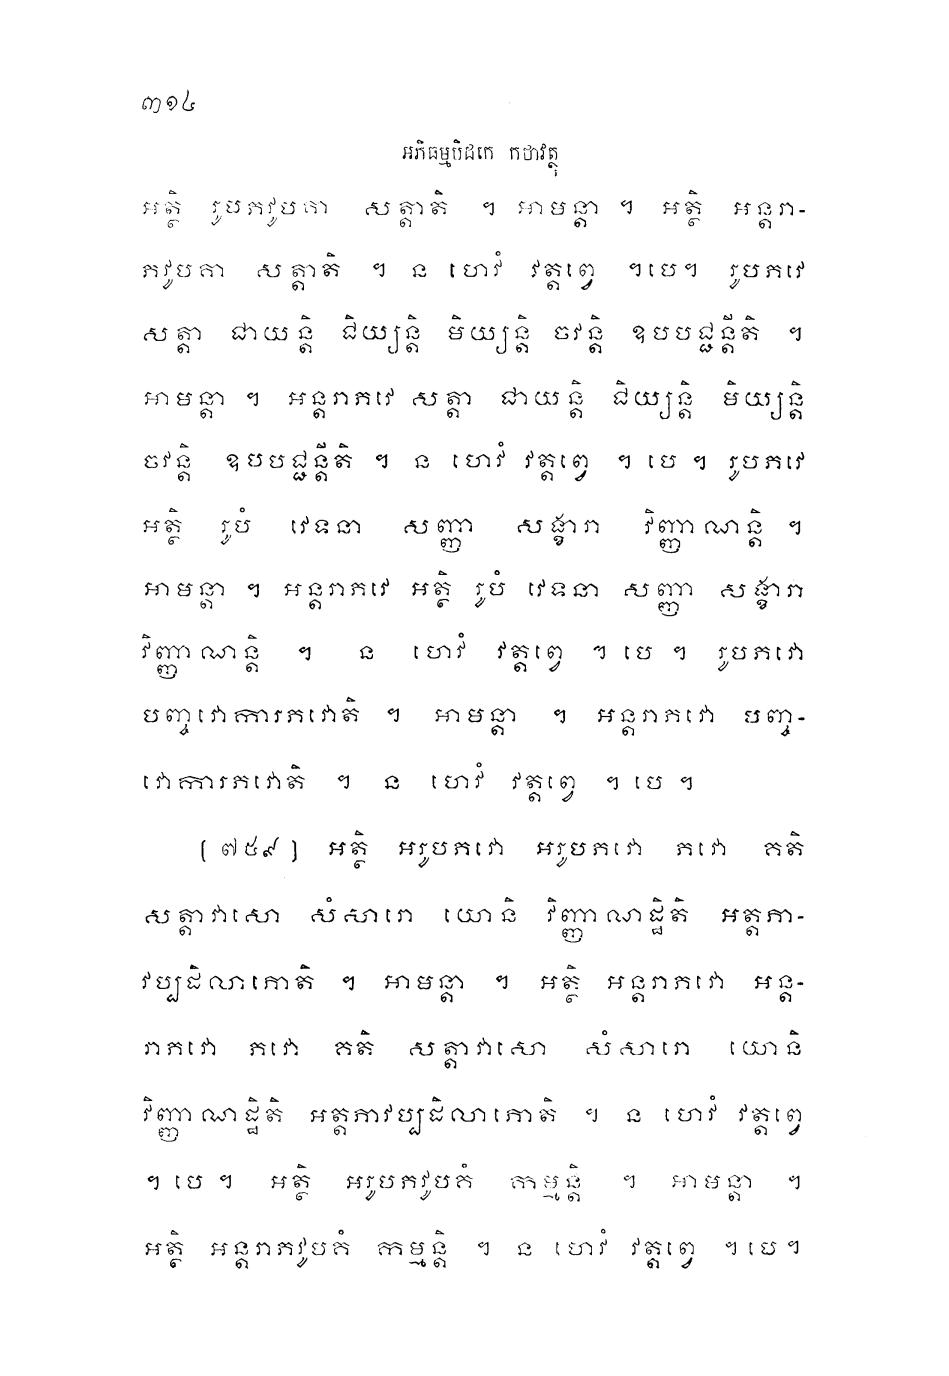 ៣១៤
អភិធម្មបិដកេ កថាវត្ថុ
អត្ថិ រូបភវូបគា សត្តាតិ ។ អាមន្តា ។ អត្ថិ អន្តរា-
ភវូបគា សត្តាតិ ។ ន ហេវំ វត្តព្វេ ។បេ។ រូបភវេ
សត្តា ជាយន្តិ ជិយ្យន្តិ មិយ្យន្តិ ចវន្តិ ឧបបជ្ជន្តីតិ ។
អាមន្តា ។ អន្តរាភវេ សត្តា ជាយន្តិ ជិយ្យន្តិ មិយ្យន្តិ
ចវន្តិ ឧបបជ្ជន្តីតិ ។ ន ហេវំ វត្តព្វេ ។ បេ ។ រូបភវេ
អត្ថិ រូបំ វេទនា សញ្ញា សង្ខារា វិញ្ញាណន្តិ ។
អាមន្តា ។ អន្តរាភវេ អត្ថិ រូបំ វេទនា សញ្ញា សង្ខារា
វិញ្ញាណន្តិ ។ ន ហេវំ វត្តព្វេ ។ បេ ។ រូបភវោ
បញ្ចវោការភវោតិ ។ អាមន្តា ។ អន្តរាភវោ បញ្ច-
វោការភវោតិ ។ ន ហេវំ វត្តព្វេ ។ បេ ។
[ ៧៥៩ ] អត្ថិ អរូបភវោ អរូបភវោ ភវោ គតិ
សត្តាវាសោ សំសារោ យោនិ វិញ្ញាណដ្ឋិតិ អត្តភា-
វប្បដិលាភោតិ ។ អាមន្តា ។ អត្ថិ អន្តរាភវោ អន្ត-
រាភវោ ភវោ គតិ សត្តាវាសោ សំសារោ យោនិ
វិញ្ញាណដ្ឋិតិ អត្តភាវប្បដិលាភោតិ ។ ន ហេវំ វត្តព្វេ
។ បេ ។ អត្ថិ អរូបភវូបគំ កម្មន្តិ ។ អាមន្តា ។
អត្ថិ អន្តរាភវូបគំ កម្មន្តិ ។ ន ហេវំ វត្តព្វេ ។ បេ ។